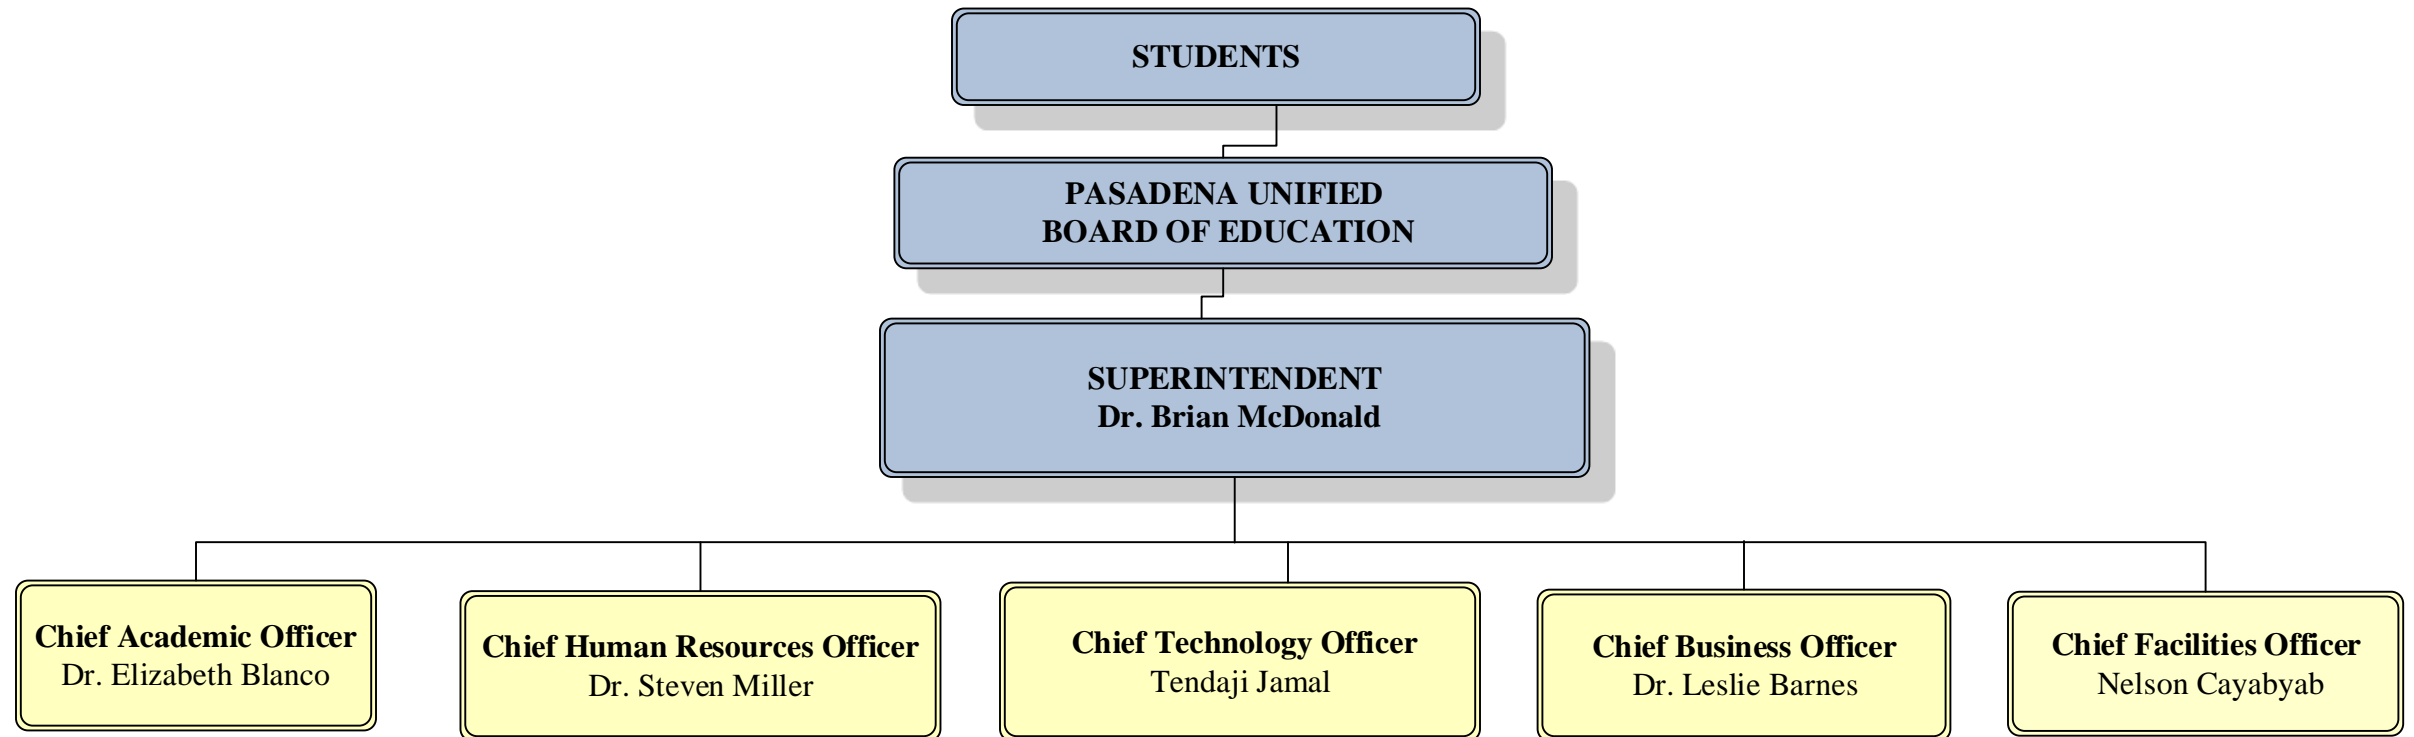 STUDENTS
PASADENA UNIFIED
BOARD OF EDUCATION
SUPERINTENDENT
Dr. Brian McDonald
Chief Academic Officer
Dr. Elizabeth Blanco
Chief Human Resources Officer
Dr. Steven Miller
Chief Technology Officer
Tendaji Jamal
Chief Business Officer
Dr. Leslie Barnes
Chief Facilities Officer
Nelson Cayabyab